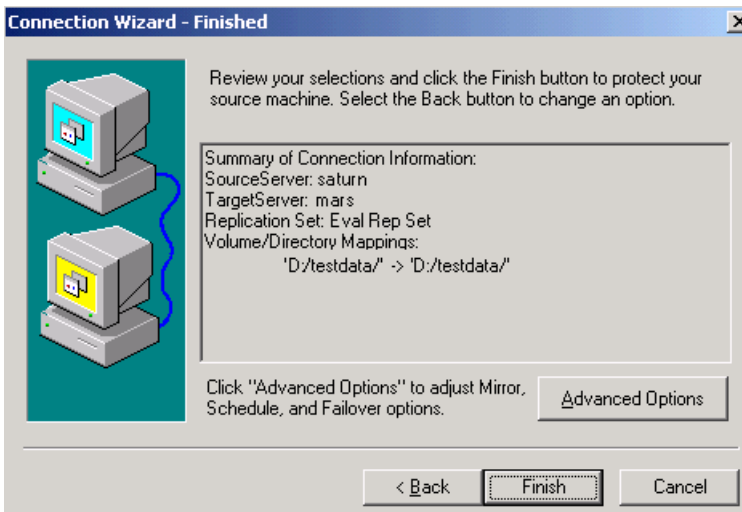 Connection Wizard - Finished
Review your selections and click the Finish button to protect your
source machine. Select the Back button to change an option.
Summary of Connection Information:
SourceServer: saturn
TargetServer: mars
Replication Set: Eval Rep Set
Volume/Directory Mappings:
'D:/testdata/" -> 'D:/testdata/"
Click "Advanced Options" to adjust Mirror,
Schedule, and Failover options.
Advanced Options
< Back
Finish
Cancel